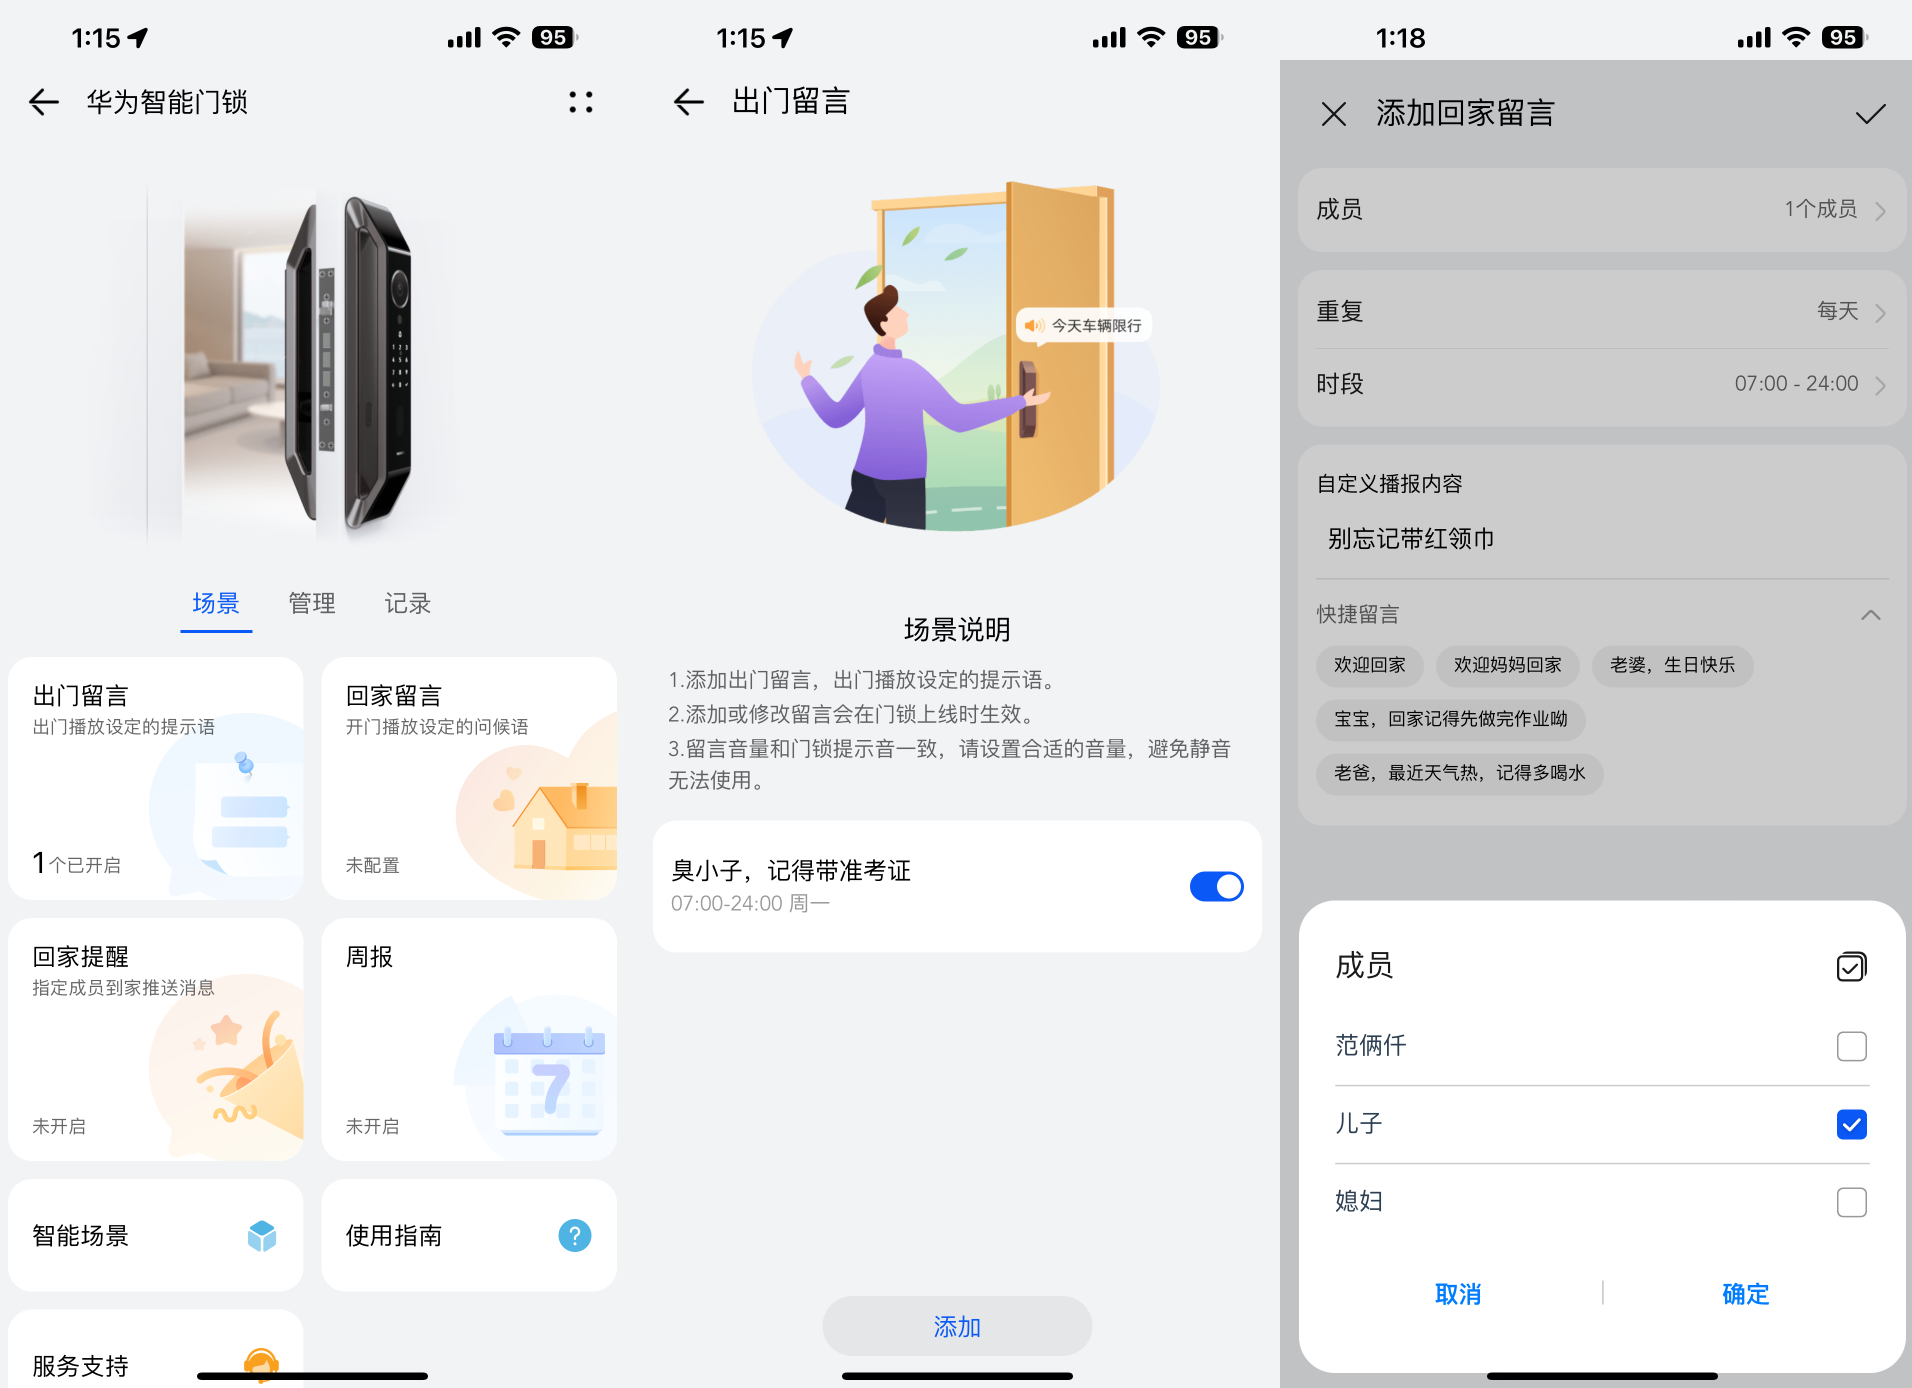 1:15
95
华为智能门锁
场景
管理
记录
出门留言
出门播放设定的提示语
1个已开启
回家留言
开门播放设定的问候语
未配置
回家提醒
指定成员到家推送消息
未开启
周报
7
未开启
智能场景
使用指南
?
服务支持
1:15
95
出门留言
今天车辆限行
场景说明
1.添加出门留言，出门播放设定的提示语。
2.添加或修改留言会在门锁上线时生效。
3.留言音量和门锁提示音一致，请设置合适的音量，避免静音
无法使用。
臭小子，记得带准考证
07:00-24:00 周一
添加
1:18
95
添加回家留言
成员
1个成员
重复
每天
时段
07:00 - 24:00
自定义播报内容
别忘记带红领巾
快捷留言
欢迎回家
欢迎妈妈回家
老婆，生日快乐
宝宝，回家记得先做完作业呦
老爸，最近天气热，记得多喝水
成员
范俩仟
儿子
媳妇
取消
确定